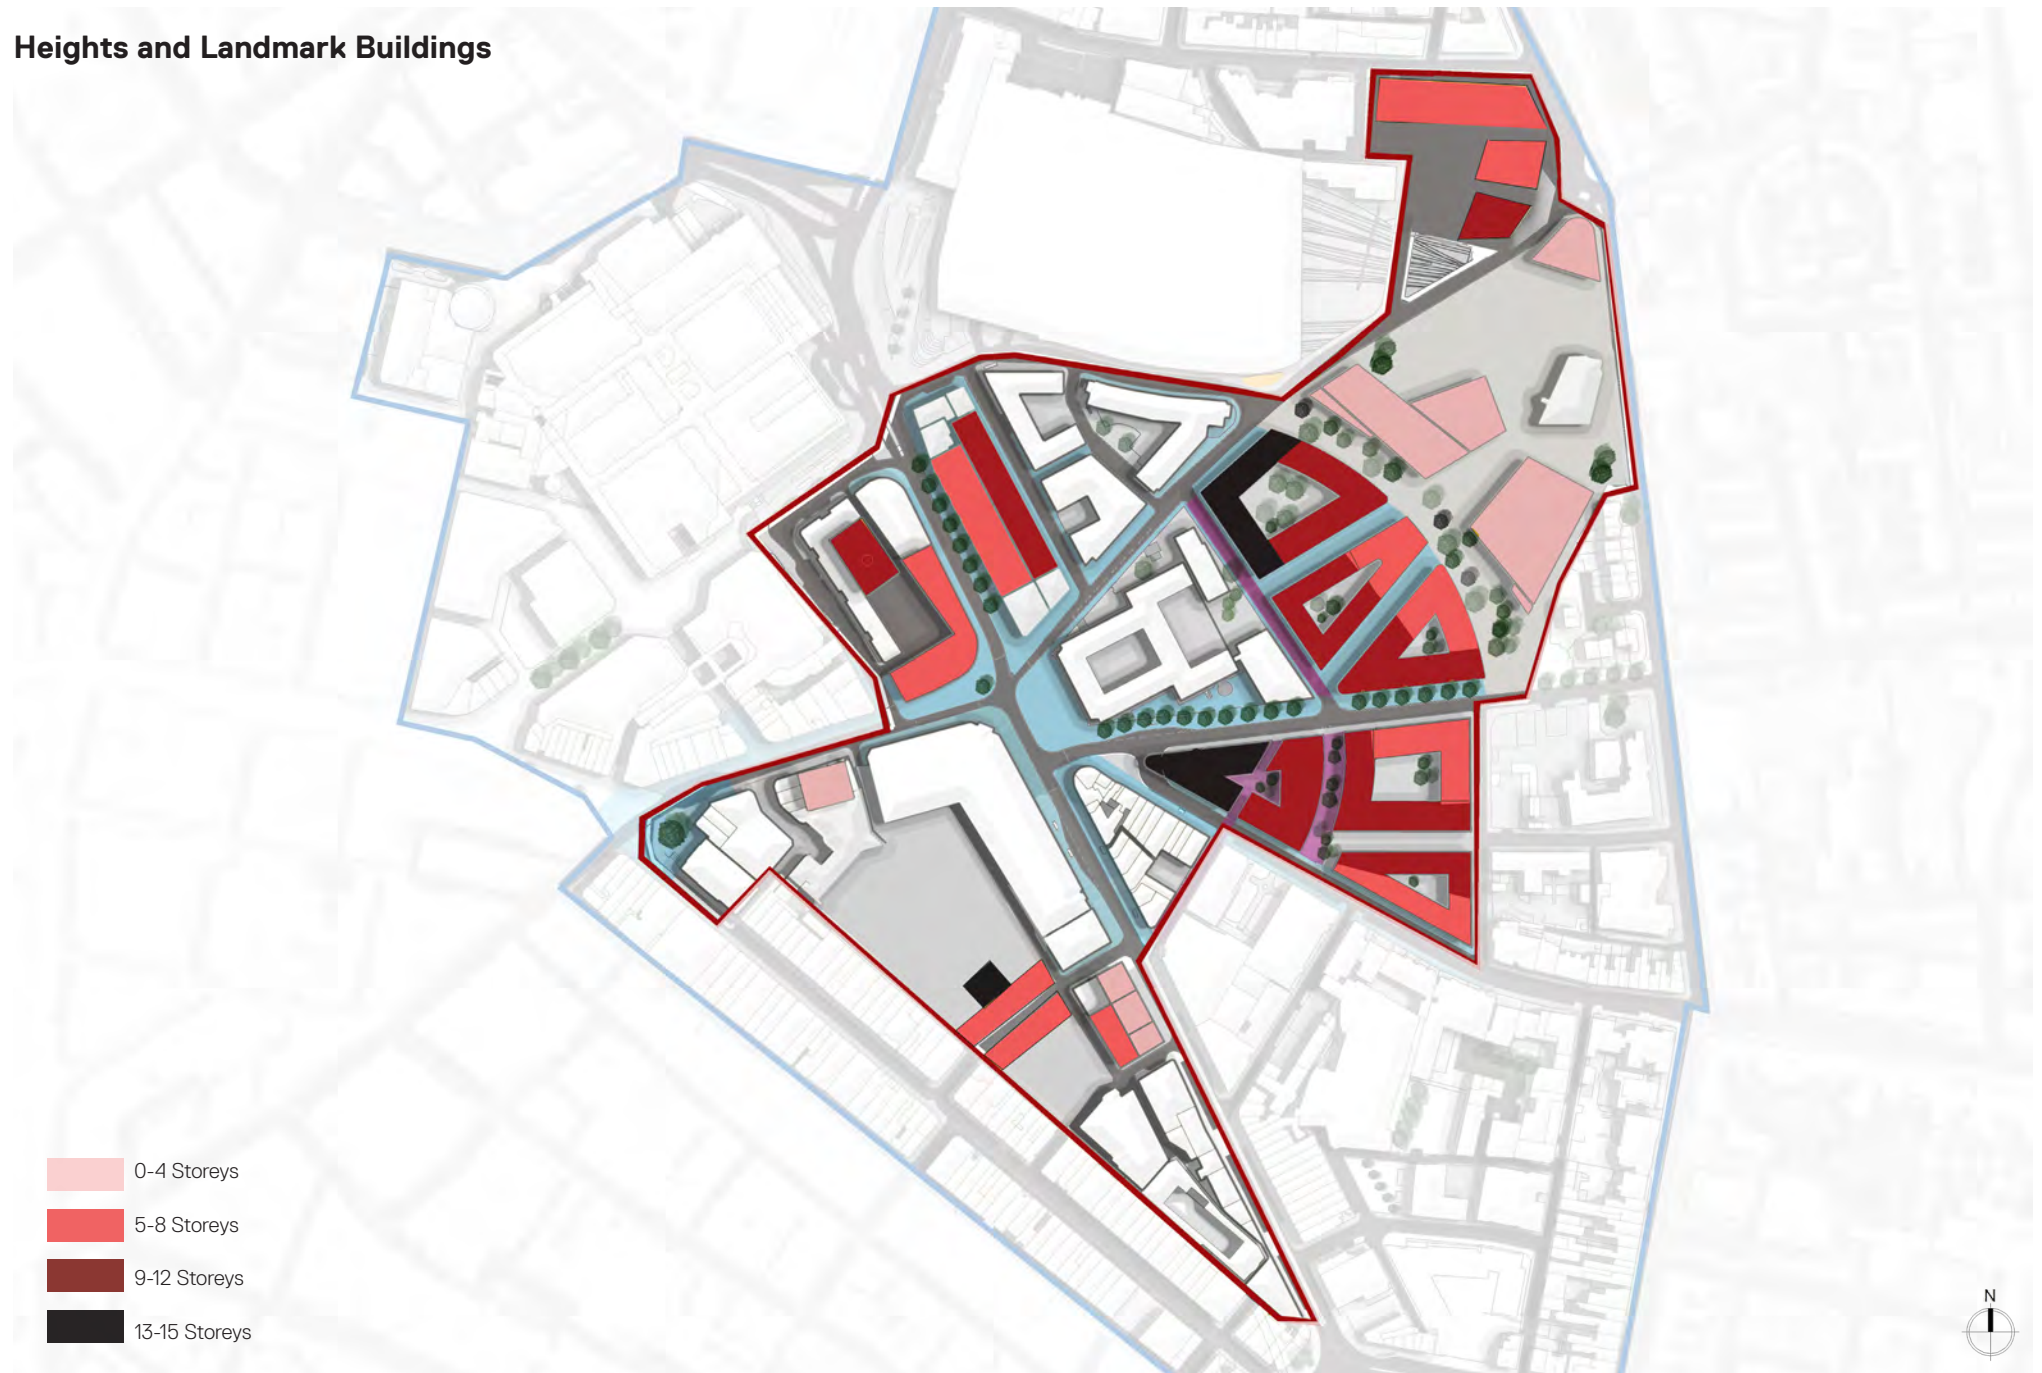 Heights and Landmark Buildings
0-4 Storeys
5-8 Storeys
9-12 Storeys
13-15 Storeys
N